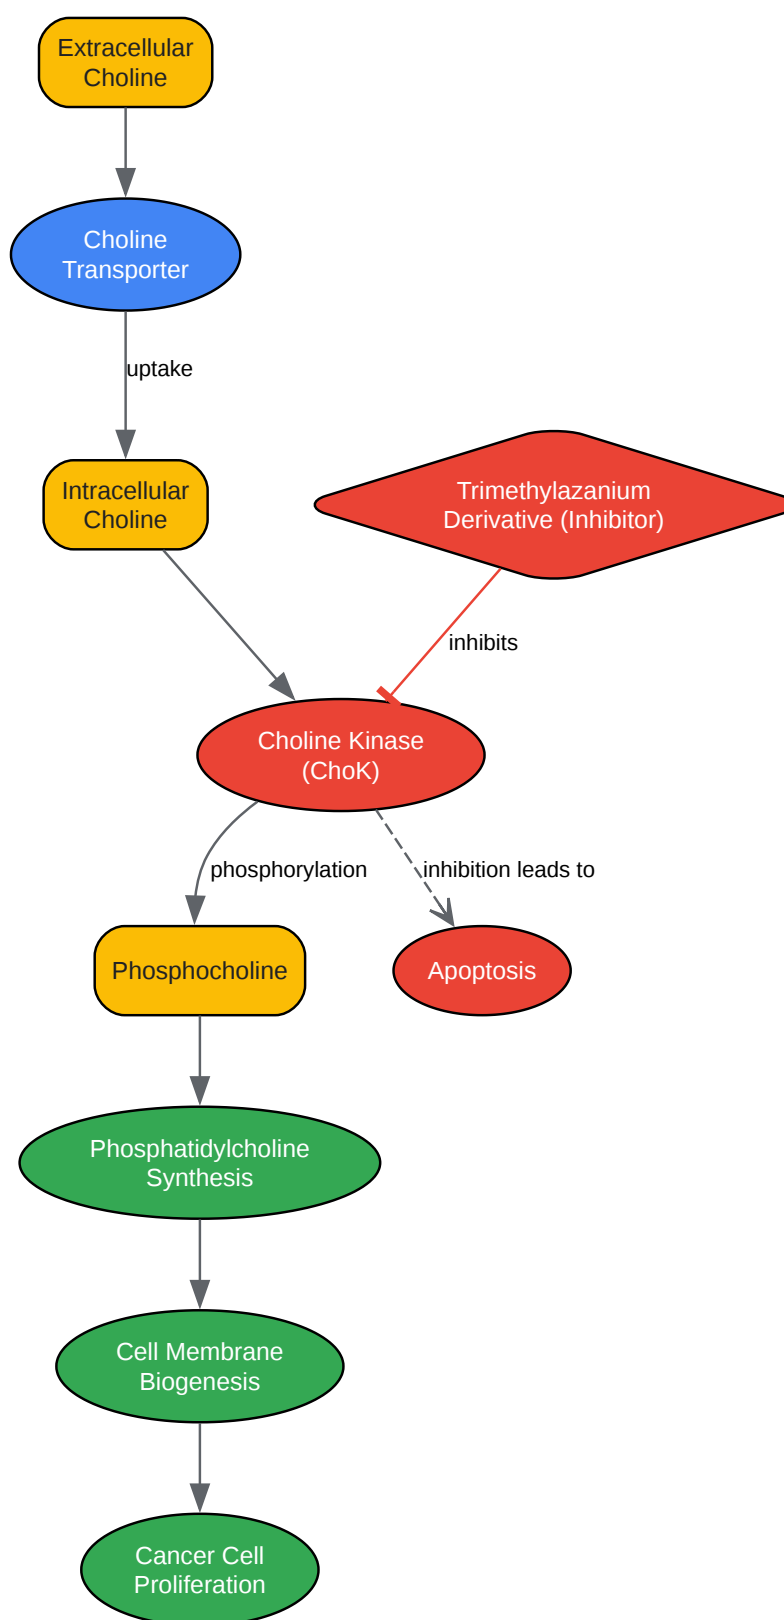 Extracellular
Choline
Choline
Transporter
uptake
Intracellular
Choline
Trimethylazanium
Derivative (Inhibitor)
inhibits
Choline Kinase
(ChoK)
phosphorylation
inhibition leads to
Phosphocholine
Apoptosis
Phosphatidylcholine
Synthesis
Cell Membrane
Biogenesis
Cancer Cell
Proliferation